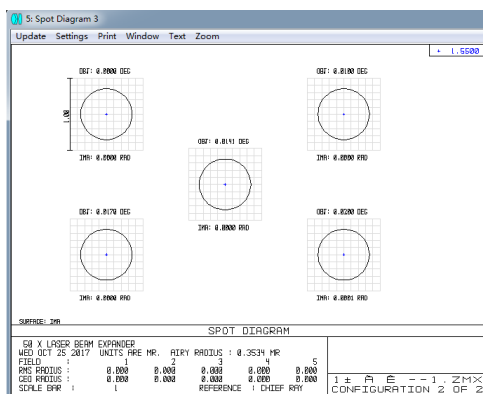 5: Spot Diagram 3
Update Settings Print Window Text Zoom
+ 1.5500
OBJ: 0.0000 DEG
OBJ: 0.0100 DEG
1.00
OBJ: 0.0141 DEG
IMA: 0.0000 RAD
IMA: 0.0000 RAD
OBJ: 0.0170 DEG
OBJ: 0.0200 DEG
IMA: 0.0000 RAD
IMA: 0.0000 RAD
IMA: 0.0001 RAD
SURFACE: IMA
SPOT DIAGRAM
50 X LASER BEAM EXPANDER
WED OCT 25 2017 UNITS ARE MR. AIRY RADIUS : 0.3534 MR
FIELD : 1 2 3 4 5
RMS RADIUS : 0.000 0.000 0.000 0.000 0.000
GEO RADIUS : 0.000 0.000 0.000 0.000 0.000
SCALE BAR : 1 REFERENCE : CHIEF RAY
1.ZMX
CONFIGURATION 2 OF 2